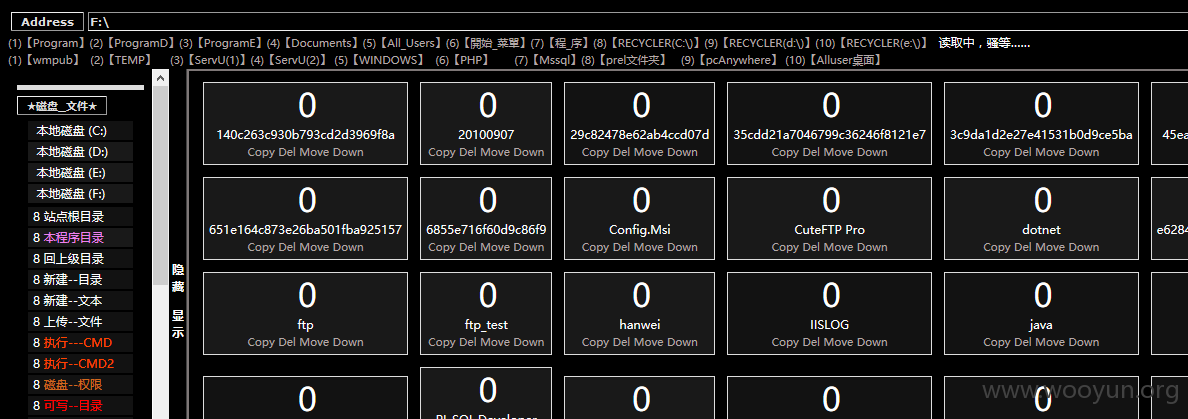 Address F:\
(1)【Program】(2)【ProgramD】(3)【ProgramE】(4)【Documents】(5)【All_Users】(6)【開始_菜單】(7)【程_序】(8)【RECYCLER(C:\)】(9)【RECYCLER(d:\)】(10)【RECYCLER(e:\)】 读取中，骚等......
(1)【wmpub】 (2)【TEMP】 (3)【ServU(1)】(4)【ServU(2)】 (5)【WINDOWS】 (6)【PHP】 (7)【Mssql】(8)【prel文件夹】 (9)【pcAnywhere】 (10)【Alluser桌面】
★磁盘__文件★
本地磁盘 (C:)
本地磁盘 (D:)
本地磁盘 (E:)
本地磁盘 (F:)
8 站点根目录
8 本程序目录
8 回上级目录
8 新建--目录
8 新建--文本
8 上传--文件
8 执行---CMD
8 执行--CMD2
8 磁盘--权限
8 可写--目录
隐藏
显示
0 0 0 0 0
140c263c930b793cd2d3969f8a 20100907 29c82478e62ab4ccd07d 35cdd21a7046799c36246f8121e7 3c9da1d2e27e41531b0d9ce5ba 45ea
Copy Del Move Down Copy Del Move Down Copy Del Move Down Copy Del Move Down Copy Del Move Down
0 0 0 0 0
651e164c873e26ba501fba925157 6855e716f60d9c86f9 Config.Msi CuteFTP Pro dotnet e6284
Copy Del Move Down Copy Del Move Down Copy Del Move Down Copy Del Move Down Copy Del Move Down
0 0 0 0 0
ftp ftp_test hanwei IISLOG java
Copy Del Move Down Copy Del Move Down Copy Del Move Down Copy Del Move Down Copy Del Move Down
0 0 0 0 0
PL SQL Developer
www.wooyun.org